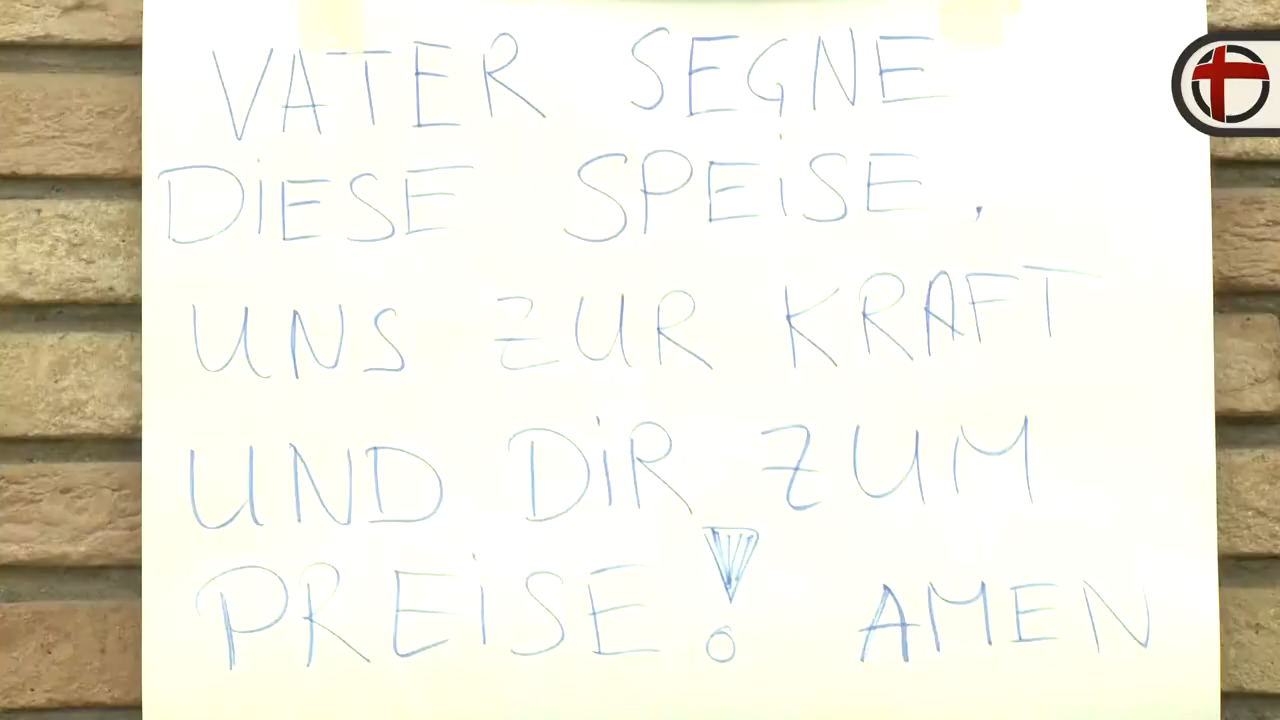 VATER SEGNE
DiESE SPEiSE,
UNS ZUR KRAFT
UND DiR ZUM
PREiSE! AMEN